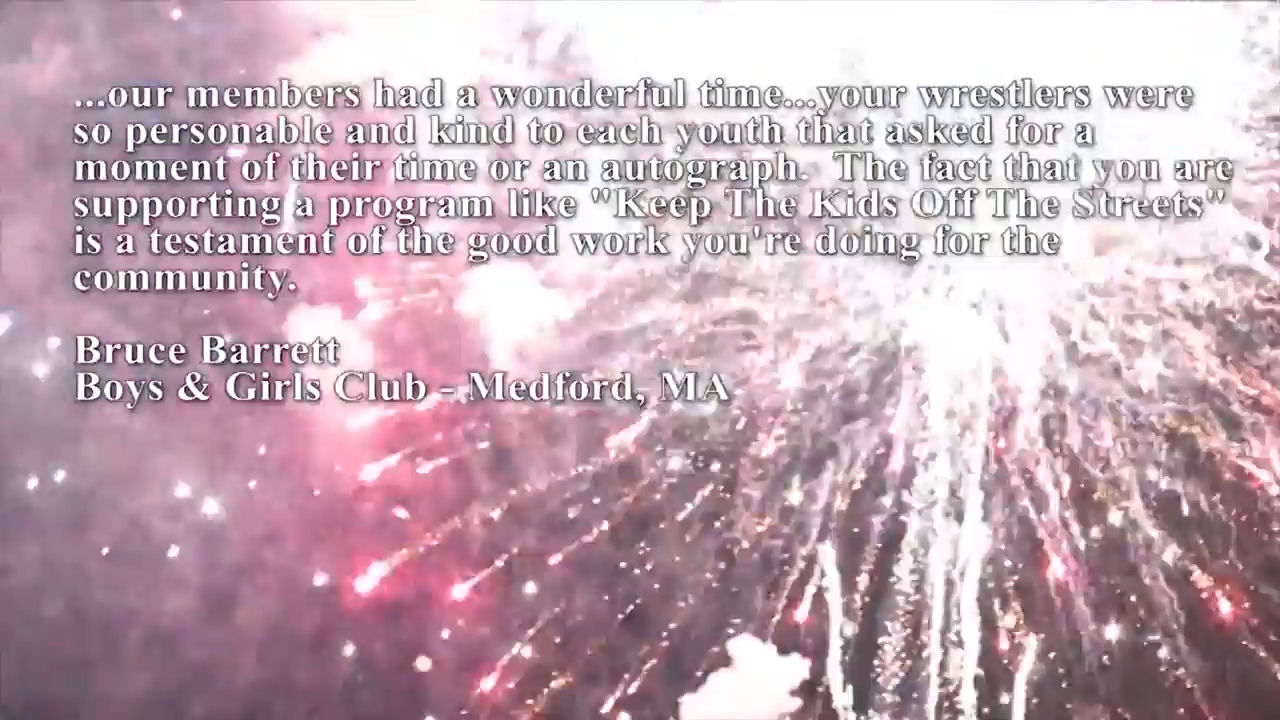 ...our members had a wonderful time...your wrestlers were
so personable and kind to each youth that asked for a
moment of their time or an autograph.  The fact that you are
supporting a program like "Keep The Kids Off The Streets"
is a testament of the good work you're doing for the
community.
Bruce Barrett
Boys & Girls Club - Medford, MA